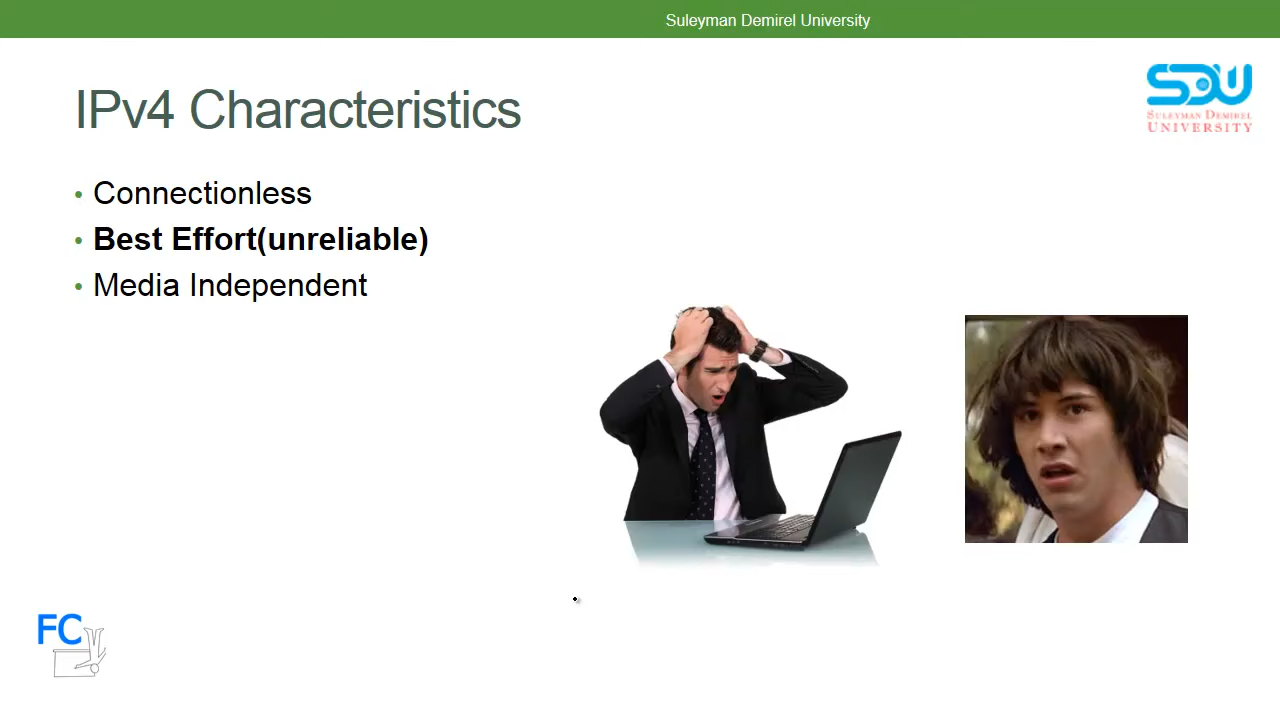 Suleyman Demirel University
IPv4 Characteristics
SDU
SULEYMAN DEMIREL
UNIVERSITY
• Connectionless
• Best Effort(unreliable)
• Media Independent
FC